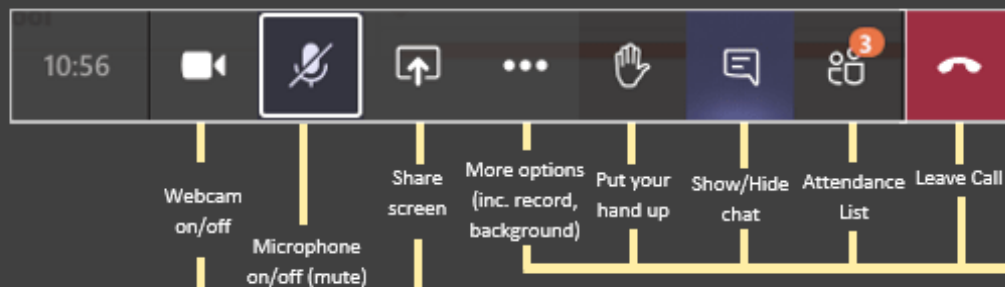 10:56
3
Webcam
on/off
Microphone
on/off (mute)
Share
screen
More options
(inc. record,
background)
Put your
hand up
Show/Hide
chat
Attendance
List
Leave Call